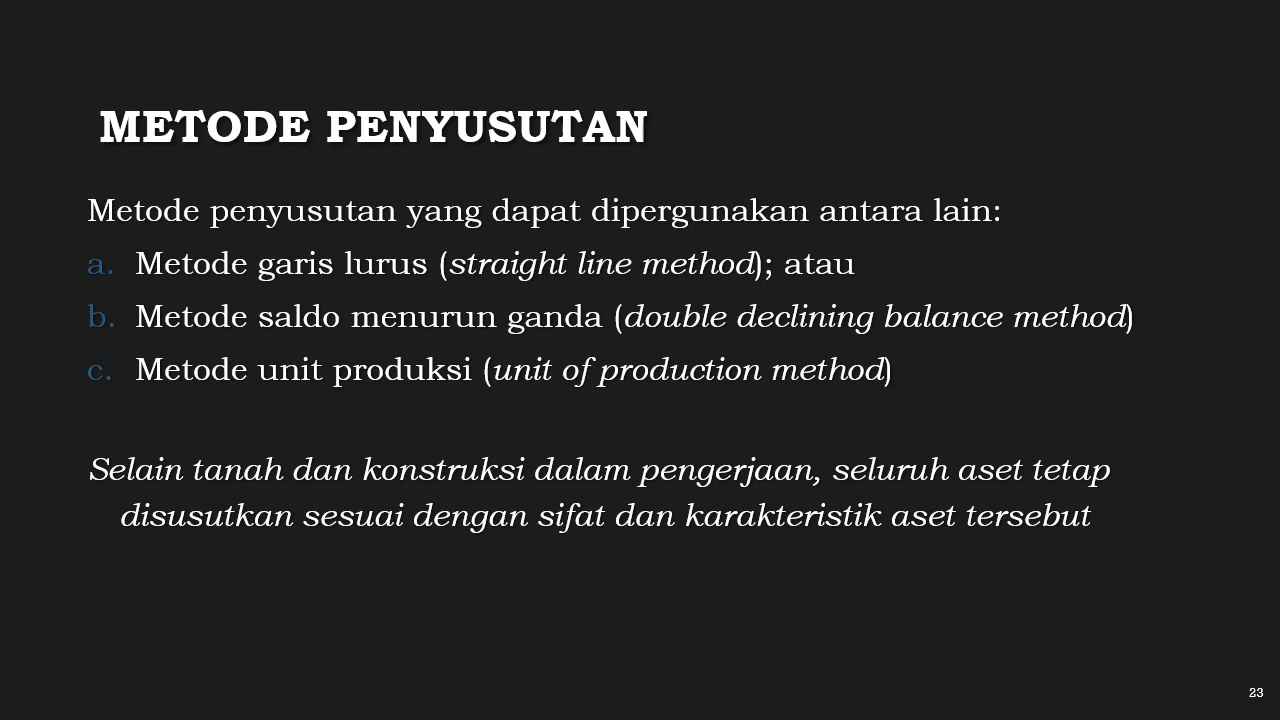 METODE PENYUSUTAN
Metode penyusutan yang dapat dipergunakan antara lain:
a. Metode garis lurus (straight line method); atau
b. Metode saldo menurun ganda (double declining balance method)
c. Metode unit produksi (unit of production method)
Selain tanah dan konstruksi dalam pengerjaan, seluruh aset tetap
disusutkan sesuai dengan sifat dan karakteristik aset tersebut
23